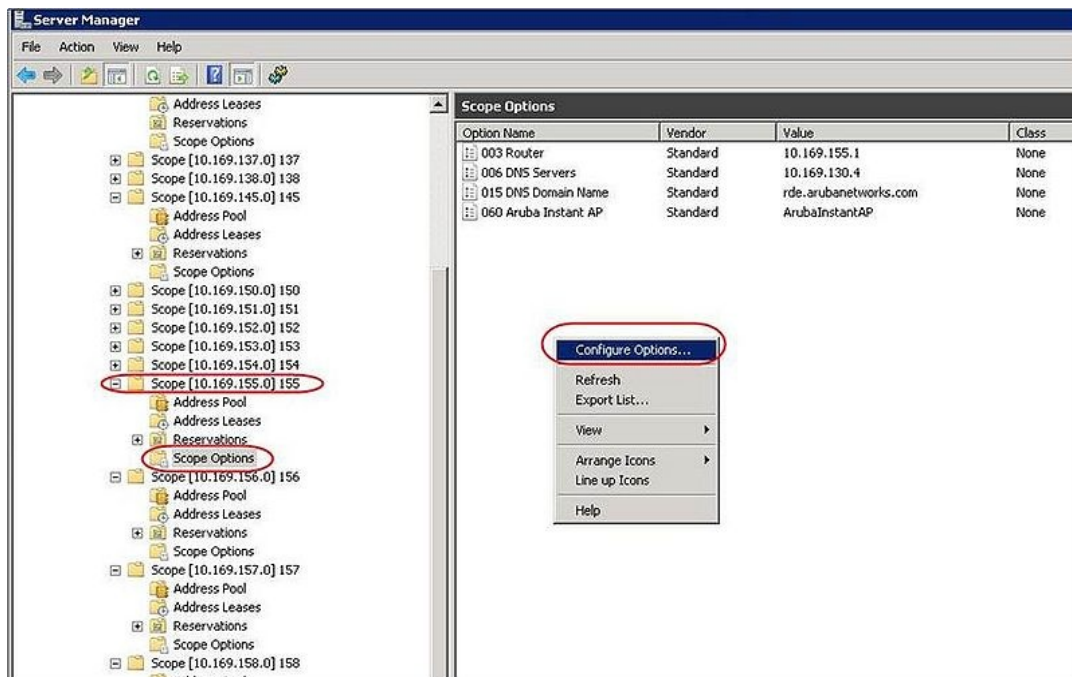 Server Manager
File Action View Help
Address Leases
Reservations
Scope Options
Scope [10.169.137.0] 137
Scope [10.169.138.0] 138
Scope [10.169.145.0] 145
Address Pool
Address Leases
Reservations
Scope Options
Scope [10.169.150.0] 150
Scope [10.169.151.0] 151
Scope [10.169.152.0] 152
Scope [10.169.153.0] 153
Scope [10.169.154.0] 154
Scope [10.169.155.0] 155
Address Pool
Address Leases
Reservations
Scope Options
Scope [10.169.156.0] 156
Address Pool
Address Leases
Reservations
Scope Options
Scope [10.169.157.0] 157
Address Pool
Address Leases
Reservations
Scope Options
Scope [10.169.158.0] 158
Scope Options
Option Name Vendor Value Class
003 Router Standard 10.169.155.1 None
006 DNS Servers Standard 10.169.130.4 None
015 DNS Domain Name Standard rde.arubanetworks.com None
060 Aruba Instant AP Standard ArubaInstantAP None
Configure Options...
Refresh
Export List...
View
Arrange Icons
Line up Icons
Help